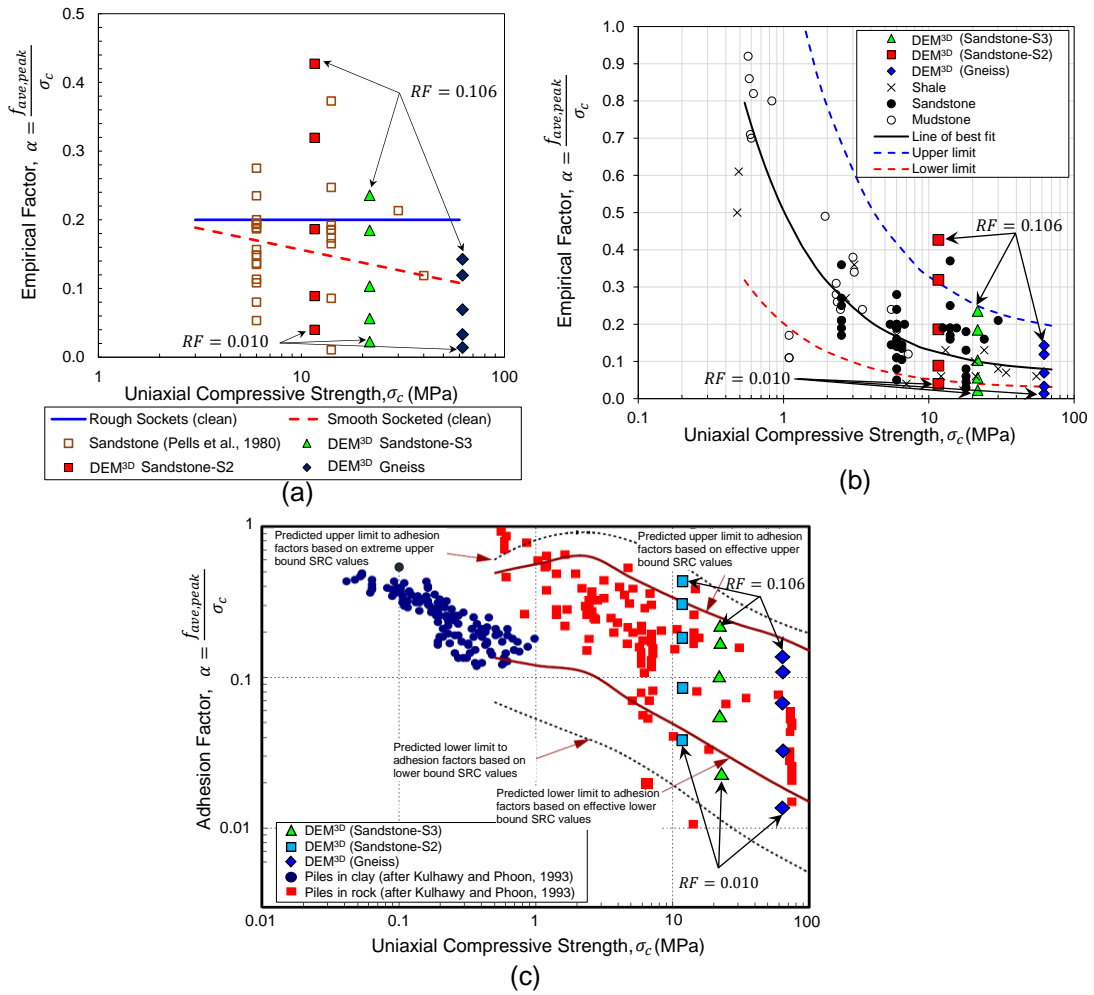 (a)
0.5
0.4
0.3
0.2
0.1
0.0
Empirical Factor, α = f_ave,peak / σ_c
RF = 0.106
RF = 0.010
1 10 100
Uniaxial Compressive Strength, σ_c (MPa)
Rough Sockets (clean)
Smooth Socketed (clean)
Sandstone (Pells et al., 1980)
DEM³ᴰ Sandstone-S3
DEM³ᴰ Sandstone-S2
DEM³ᴰ Gneiss
(a)
(b)
1.0
0.9
0.8
0.7
0.6
0.5
0.4
0.3
0.2
0.1
0.0
Empirical Factor, α = f_ave,peak / σ_c
DEM³ᴰ (Sandstone-S3)
DEM³ᴰ (Sandstone-S2)
DEM³ᴰ (Gneiss)
Shale
Sandstone
Mudstone
Line of best fit
Upper limit
Lower limit
RF = 0.106
RF = 0.010
0.1 1 10 100
Uniaxial Compressive Strength, σ_c (MPa)
(b)
1
0.1
0.01
Adhesion Factor, α = f_ave,peak / σ_c
Predicted upper limit to
adhesion factors based on
extreme upper
bound SRC values
Predicted upper limit to adhesion
factors based on effective upper
bound SRC values
RF = 0.106
Predicted lower limit to
adhesion factors based on
lower bound SRC values
Predicted lower limit to adhesion
factors based on effective lower
bound SRC values
RF = 0.010
DEM³ᴰ (Sandstone-S3)
DEM³ᴰ (Sandstone-S2)
DEM³ᴰ (Gneiss)
Piles in clay (after Kulhawy and Phoon, 1993)
Piles in rock (after Kulhawy and Phoon, 1993)
0.01 0.1 1 10 100
Uniaxial Compressive Strength, σ_c (MPa)
(c)